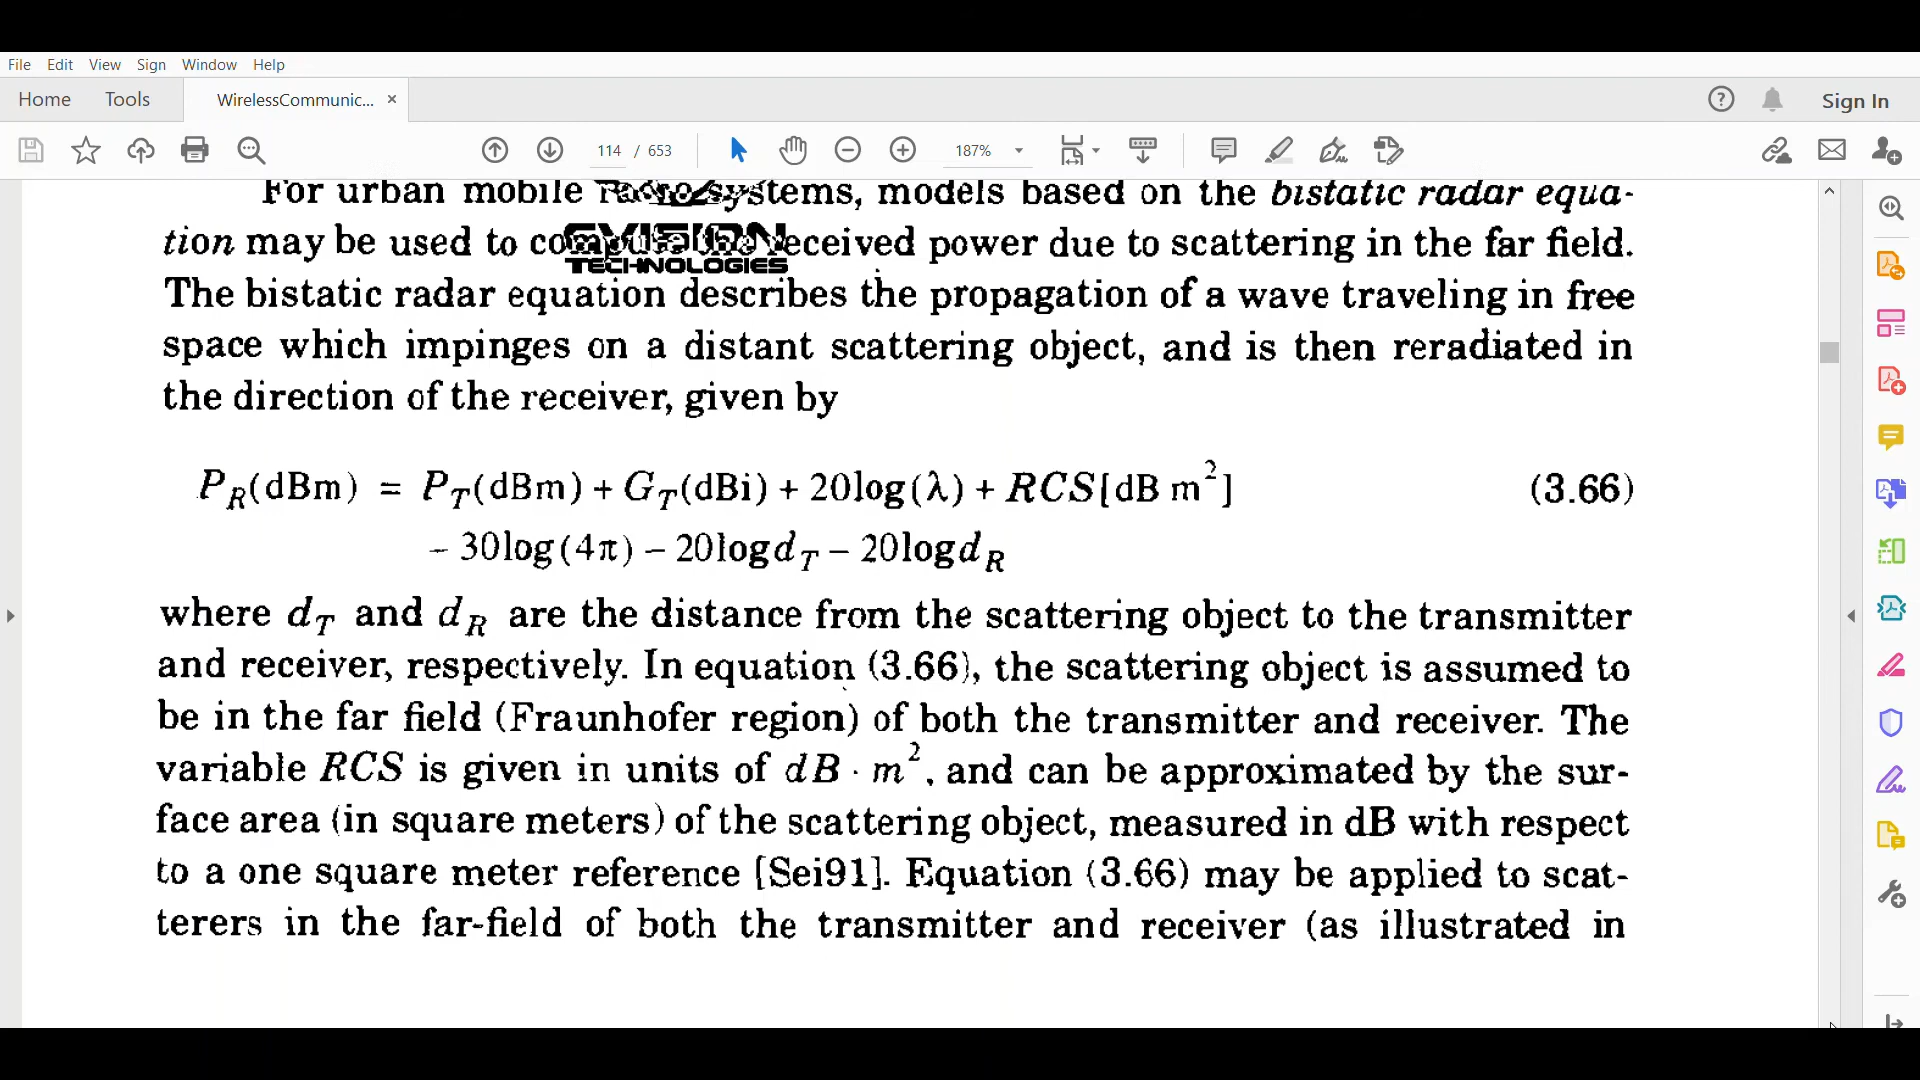 File Edit View Sign Window Help
Home Tools WirelessCommunic... × ? Sign In
114 / 653 187%
For urban mobile Radio systems, models based on the bistatic radar equa-
tion may be used to compute the received power due to scattering in the far field.
TECHNOLOGIES
The bistatic radar equation describes the propagation of a wave traveling in free
space which impinges on a distant scattering object, and is then reradiated in
the direction of the receiver, given by
P_R(dBm) = P_T(dBm) + G_T(dBi) + 20log(λ) + RCS[dB m²] (3.66)
– 30log(4π) – 20logd_T – 20logd_R
where d_T and d_R are the distance from the scattering object to the transmitter
and receiver, respectively. In equation (3.66), the scattering object is assumed to
be in the far field (Fraunhofer region) of both the transmitter and receiver. The
variable RCS is given in units of dB · m², and can be approximated by the sur-
face area (in square meters) of the scattering object, measured in dB with respect
to a one square meter reference [Sei91]. Equation (3.66) may be applied to scat-
terers in the far-field of both the transmitter and receiver (as illustrated in